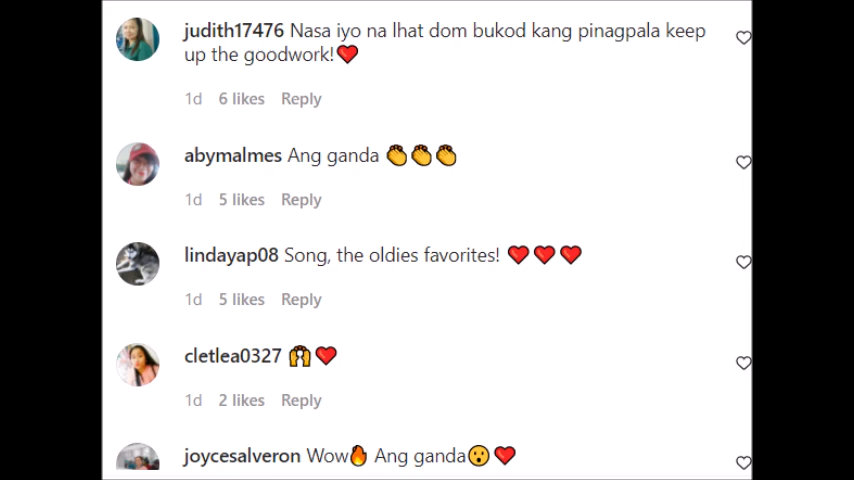 judith17476 Nasa iyo na lhat dom bukod kang pinagpala keep
up the goodwork!❤️
1d 6 likes Reply
abymalmes Ang ganda 👏👏👏
1d 5 likes Reply
lindayap08 Song, the oldies favorites! ❤️❤️❤️
1d 5 likes Reply
cletlea0327 🙌❤️
1d 2 likes Reply
joycesalveron Wow🔥 Ang ganda😮❤️